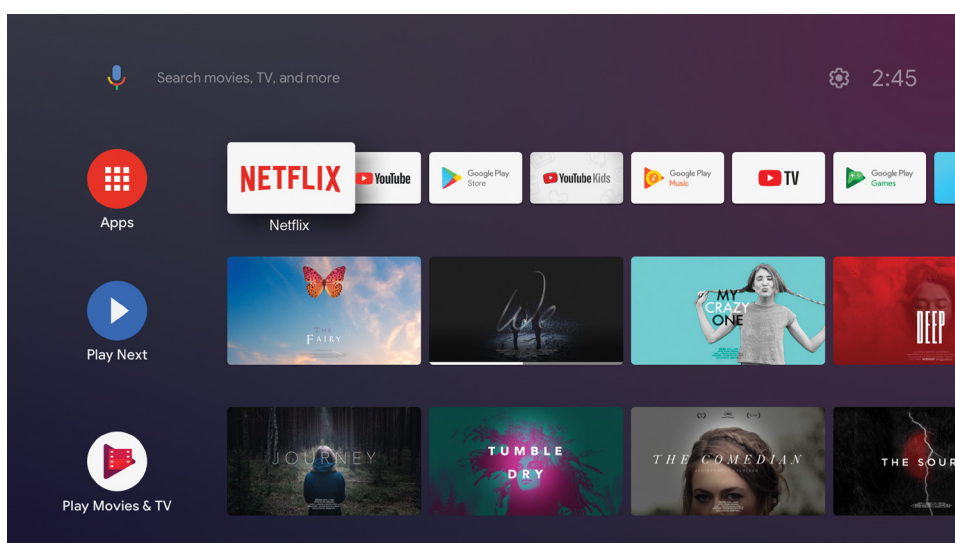 Search movies, TV, and more
2:45
Apps
NETFLIX
Netflix
YouTube
Google Play
Store
YouTube Kids
Google Play
Music
TV
Google Play
Games
Play Next
THE
FAIRY
We
MY
CRAZY
ONE
DEEP
Play Movies & TV
JOURNEY
TUMBLE
DRY
THE COMEDIAN
THE SOUR